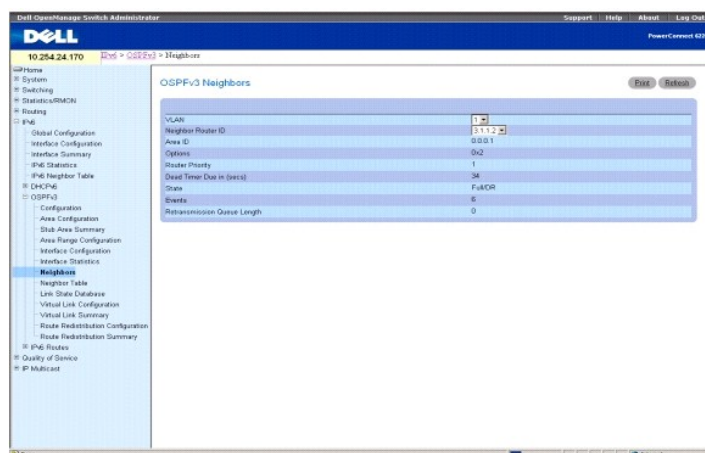 Dell OpenManage Switch Administrator
Support Help About Log Out
DELL
PowerConnect 622
10.254.24.170
IPv6 > OSPFv3 > Neighbors
Home
System
Switching
Statistics/RMON
Routing
IPv6
Global Configuration
Interface Configuration
Interface Summary
IPv6 Statistics
IPv6 Neighbor Table
DHCPv6
OSPFv3
Configuration
Area Configuration
Stub Area Summary
Area Range Configuration
Interface Configuration
Interface Statistics
Neighbors
Neighbor Table
Link State Database
Virtual Link Configuration
Virtual Link Summary
Route Redistribution Configuration
Route Redistribution Summary
IPv6 Routes
Quality of Service
IP Multicast
OSPFv3 Neighbors
Print Refresh
VLAN 1
Neighbor Router ID 3.1.1.2
Area ID 0.0.0.1
Options 0x2
Router Priority 1
Dead Timer Due in (secs) 34
State Full/DR
Events 6
Retransmission Queue Length 0